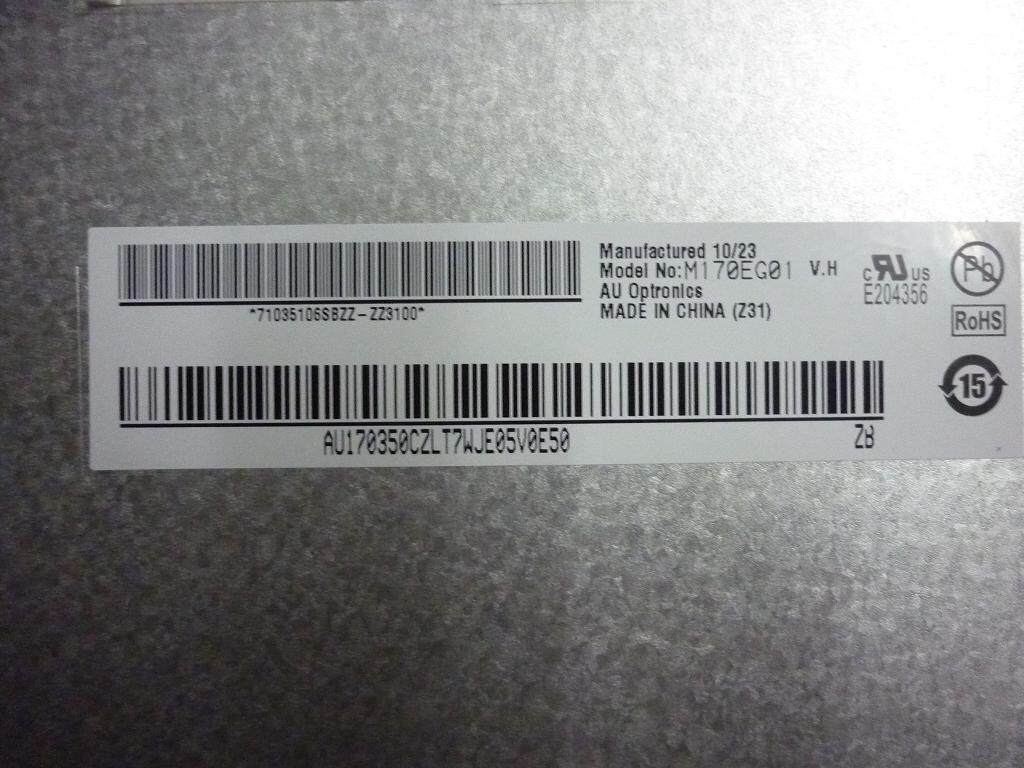 Manufactured 10/23
Model No:M170EG01 V.H
AU Optronics
MADE IN CHINA (Z31)
*71035106SBZZ-ZZ3100*
c RU US
E204356
Pb
RoHS
15
AU170350CZLT7WJE05V0E50 ZB